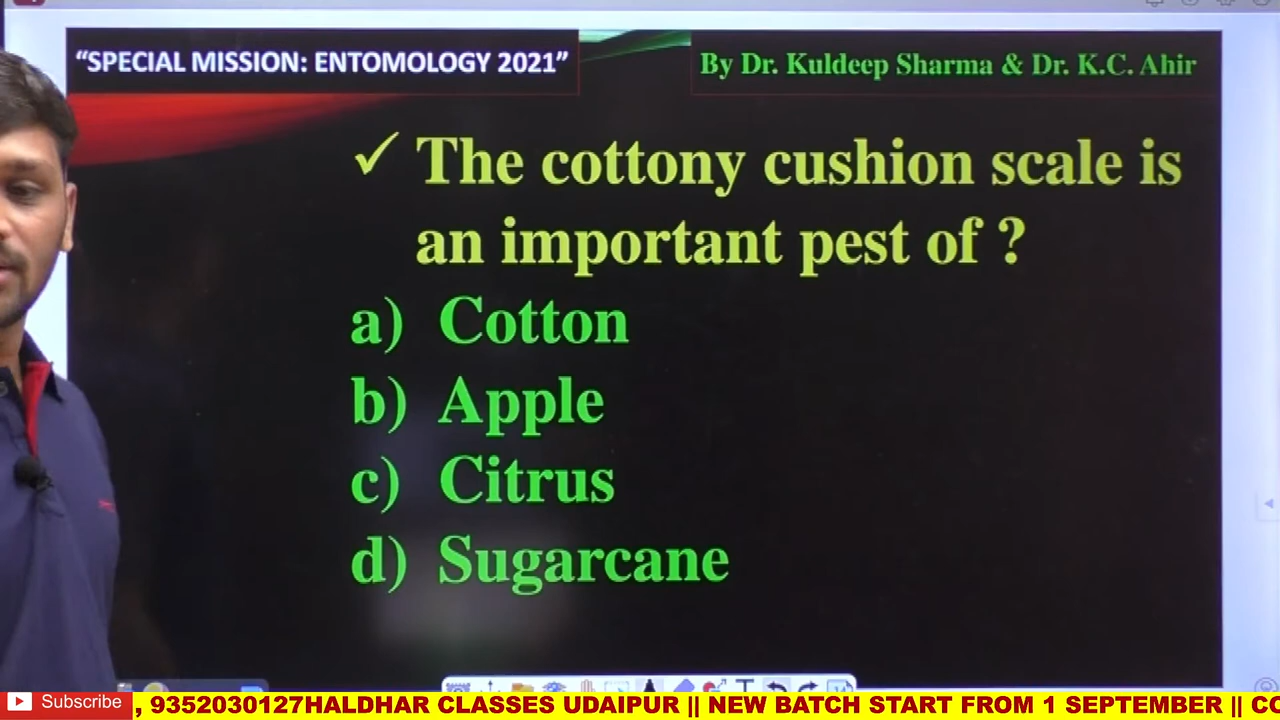 “SPECIAL MISSION: ENTOMOLOGY 2021”
By Dr. Kuldeep Sharma & Dr. K.C. Ahir
✓ The cottony cushion scale is
an important pest of ?
a) Cotton
b) Apple
c) Citrus
d) Sugarcane
Subscribe
, 9352030127HALDHAR CLASSES UDAIPUR || NEW BATCH START FROM 1 SEPTEMBER || CO